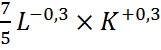 7/5 L^{-0,3} × K^{+0,3}